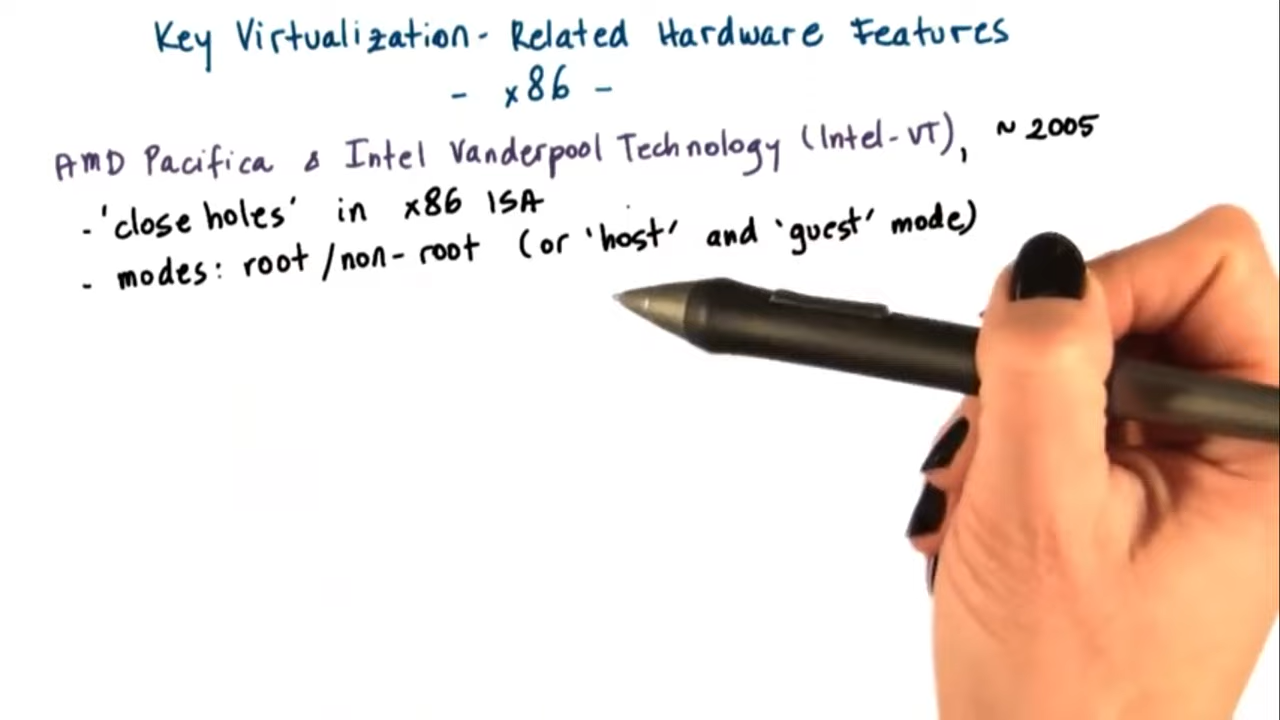 Key Virtualization - Related Hardware Features
- x86 -
AMD Pacifica & Intel Vanderpool Technology (Intel-VT), ~ 2005
- 'close holes' in x86 ISA
- modes: root / non-root (or 'host' and 'guest' mode)